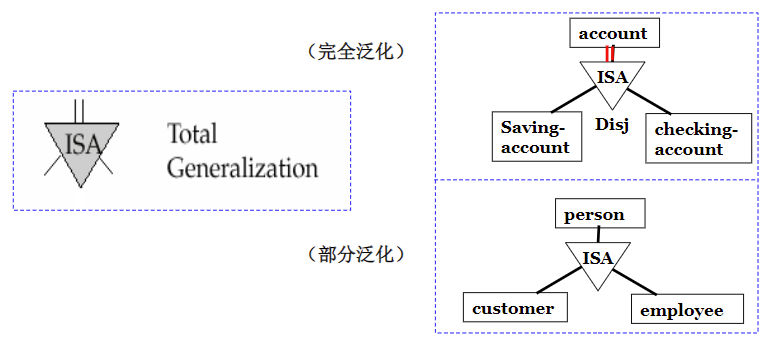 （完全泛化）
ISA
Total
Generalization
account
ISA
Disj
Saving-
account
checking-
account
（部分泛化）
person
ISA
customer
employee